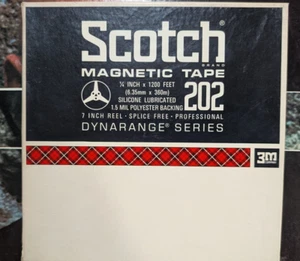 Scotch
BRAND
MAGNETIC TAPE
¼ INCH x 1200 FEET
(6.35mm x 360m)
SILICONE LUBRICATED
1.5 MIL POLYESTER BACKING
202
7 INCH REEL - SPLICE FREE - PROFESSIONAL
DYNARANGE® SERIES
3M